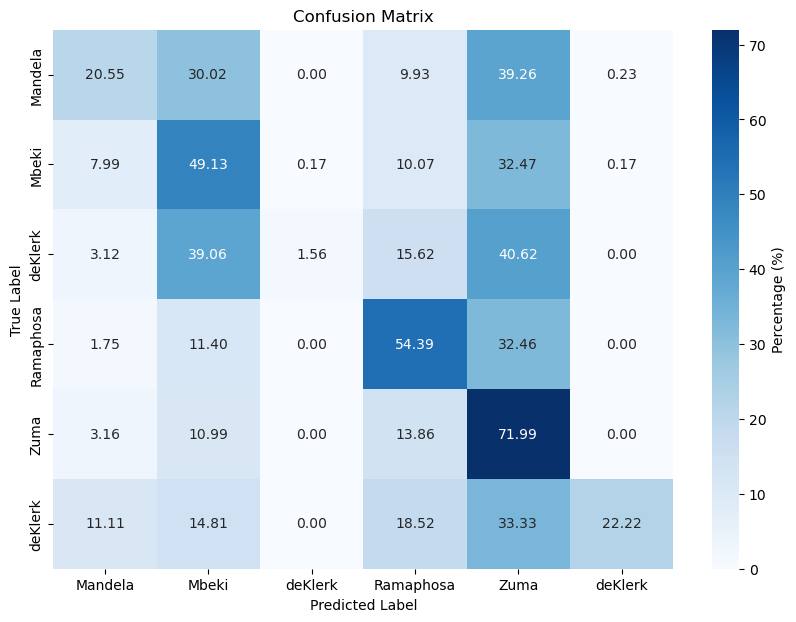 Confusion Matrix
True Label
Mandela 20.55 30.02 0.00 9.93 39.26 0.23
Mbeki 7.99 49.13 0.17 10.07 32.47 0.17
deKlerk 3.12 39.06 1.56 15.62 40.62 0.00
Ramaphosa 1.75 11.40 0.00 54.39 32.46 0.00
Zuma 3.16 10.99 0.00 13.86 71.99 0.00
deKlerk 11.11 14.81 0.00 18.52 33.33 22.22
Mandela Mbeki deKlerk Ramaphosa Zuma deKlerk
Predicted Label
70
60
50
40
30
20
10
0
Percentage (%)